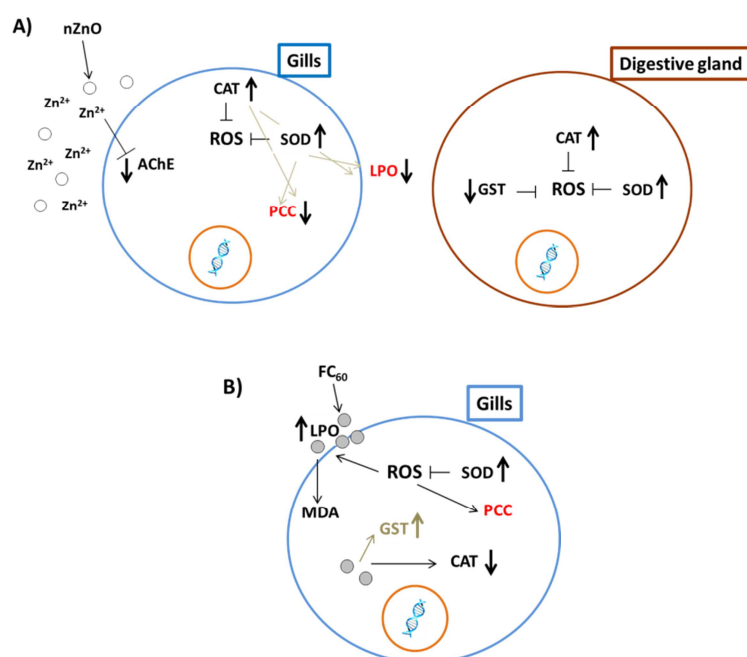 A)
nZnO
Gills
Digestive gland
Zn²⁺
Zn²⁺
CAT
Zn²⁺
Zn²⁺
Zn²⁺
AChE
ROS
SOD
LPO
PCC
CAT
GST
ROS
SOD
B)
FC₆₀
Gills
LPO
ROS
SOD
MDA
PCC
GST
CAT